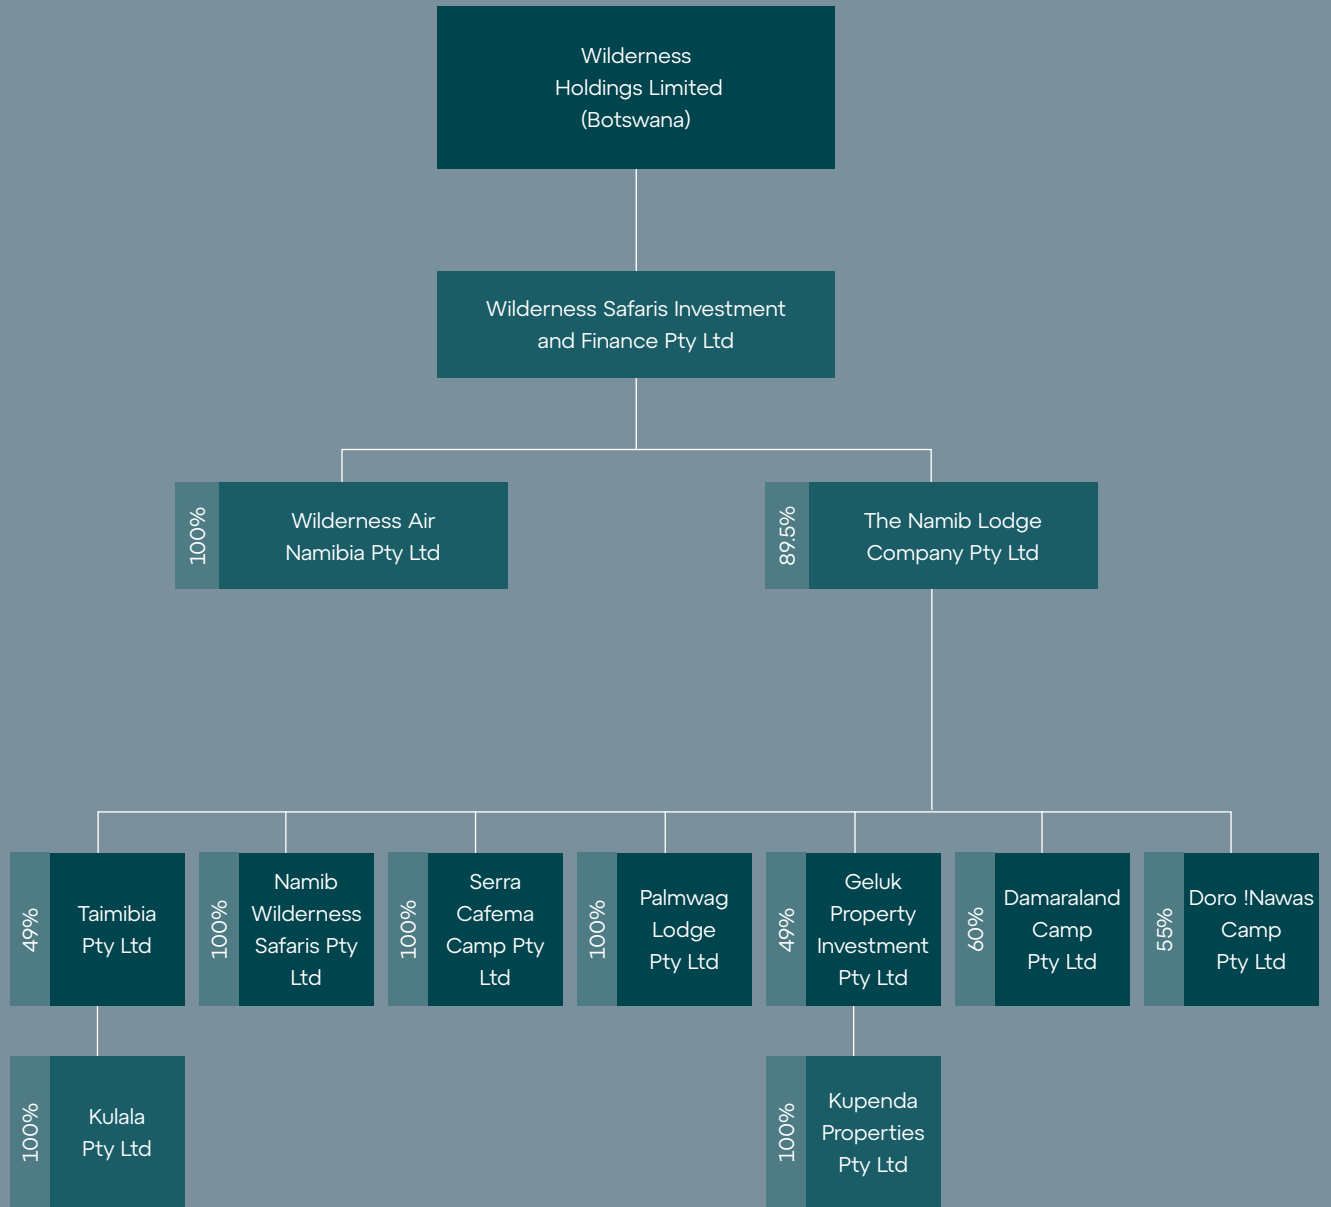 Wilderness
Holdings Limited
(Botswana)
Wilderness Safaris Investment
and Finance Pty Ltd
100%
Wilderness Air
Namibia Pty Ltd
89.5%
The Namib Lodge
Company Pty Ltd
49%
Taimibia
Pty Ltd
100%
Namib
Wilderness
Safaris Pty
Ltd
100%
Serra
Cafema
Camp Pty
Ltd
100%
Palmwag
Lodge
Pty Ltd
49%
Geluk
Property
Investment
Pty Ltd
60%
Damaraland
Camp
Pty Ltd
55%
Doro !Nawas
Camp
Pty Ltd
100%
Kulala
Pty Ltd
100%
Kupenda
Properties
Pty Ltd